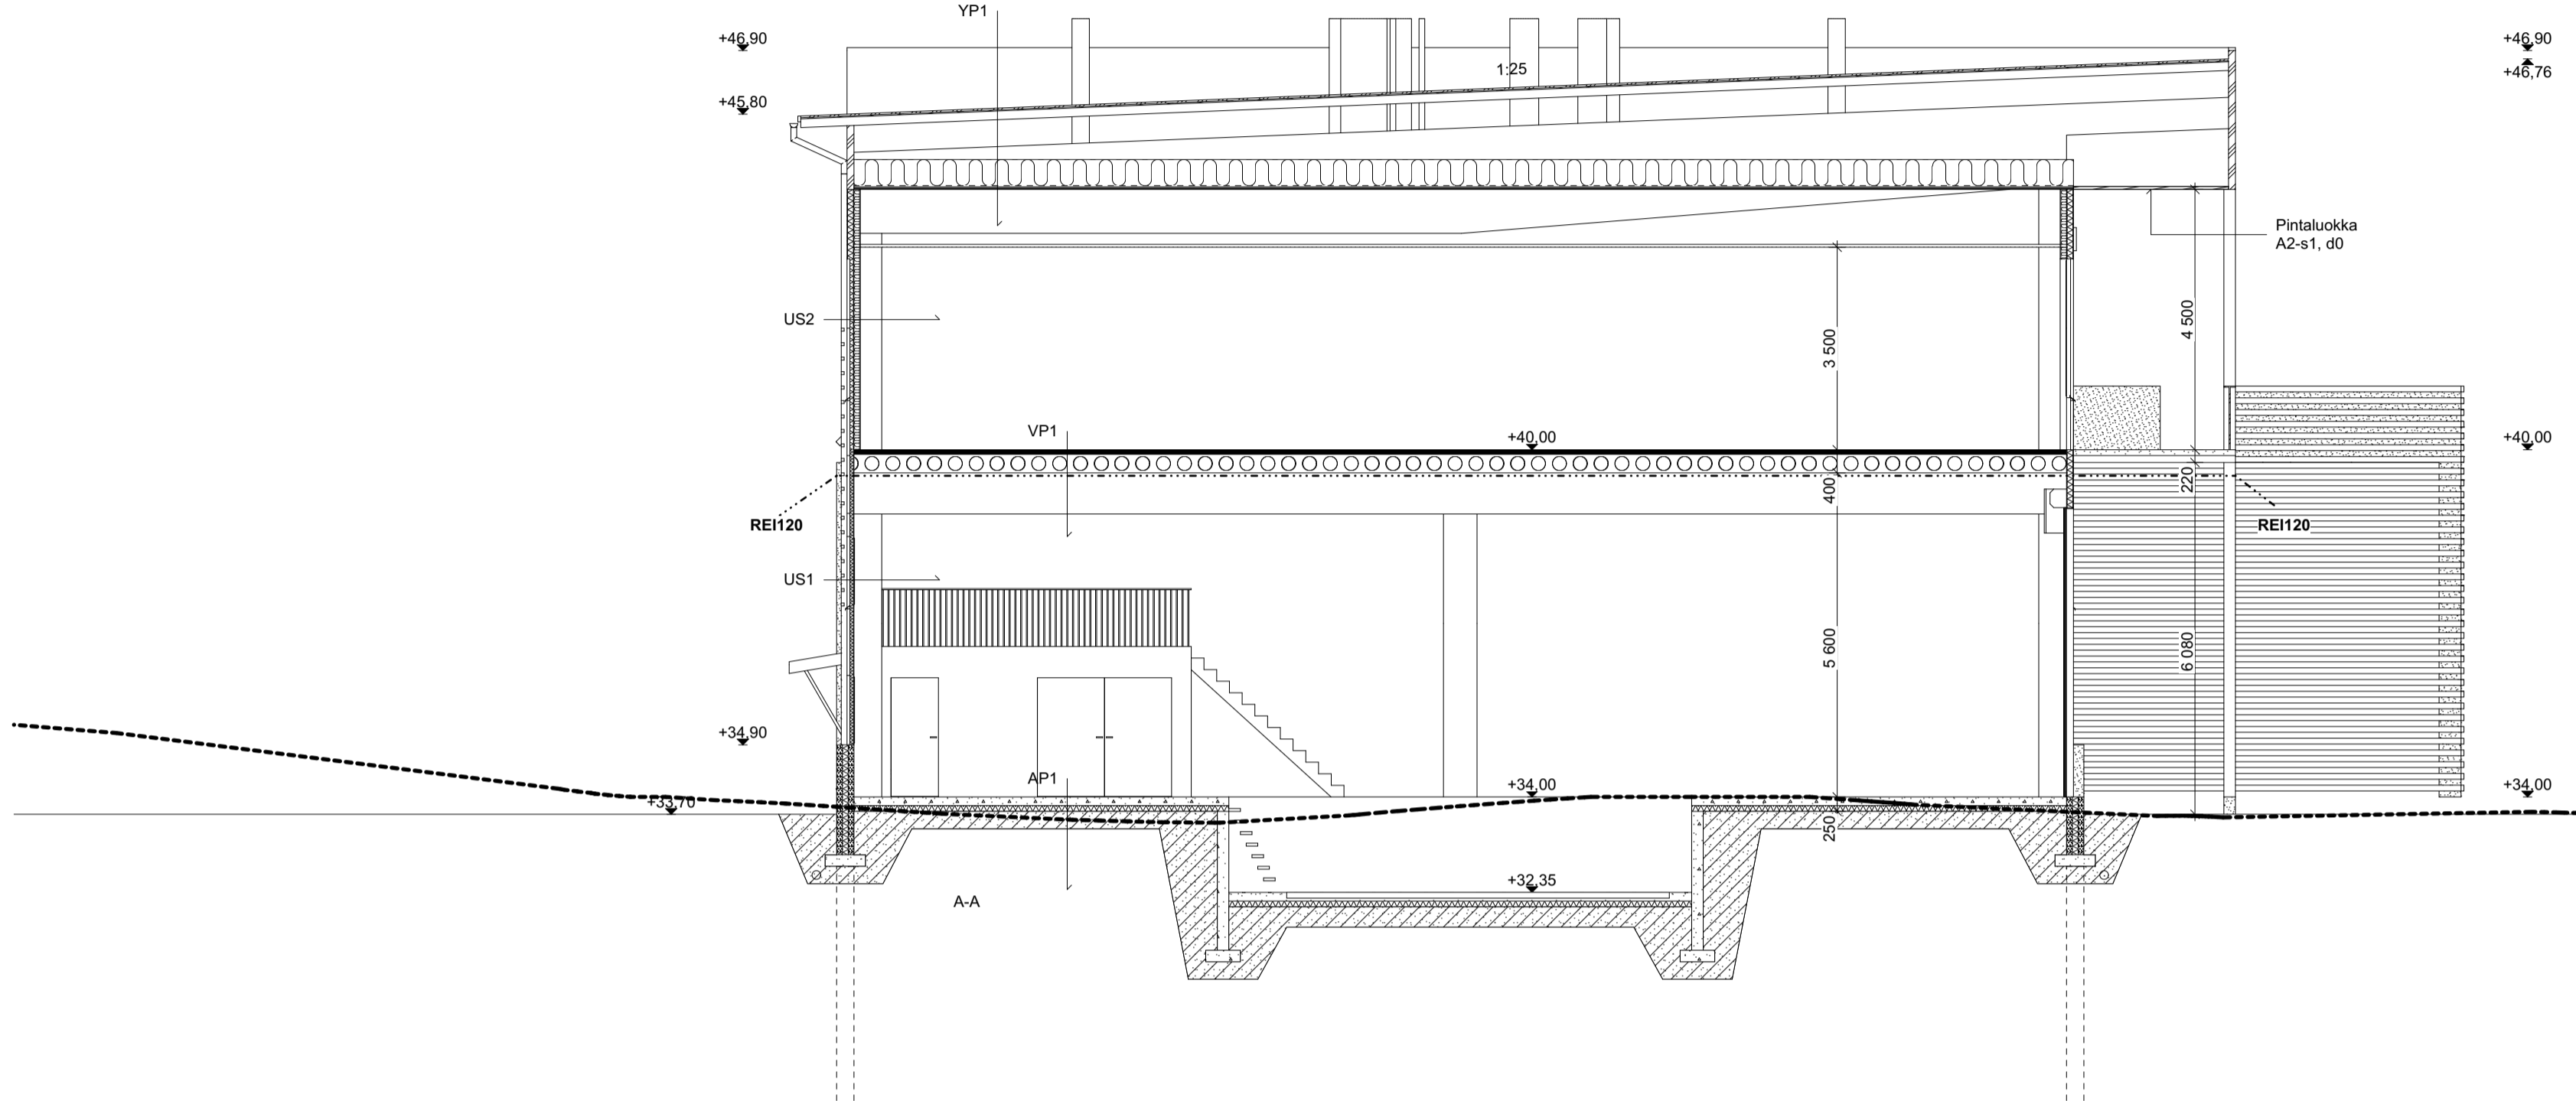 YP1
+46,90
+46,90
1:25
+46,76
+45,80
Pintaluokka
A2-s1, d0
US2
4 500
3 500
VP1
+40,00
+40,00
220
400
REI120
REI120
US1
5 600
6 080
+34,90
AP1
+34,00
+34,00
+33,70
250
+32,35
A-A